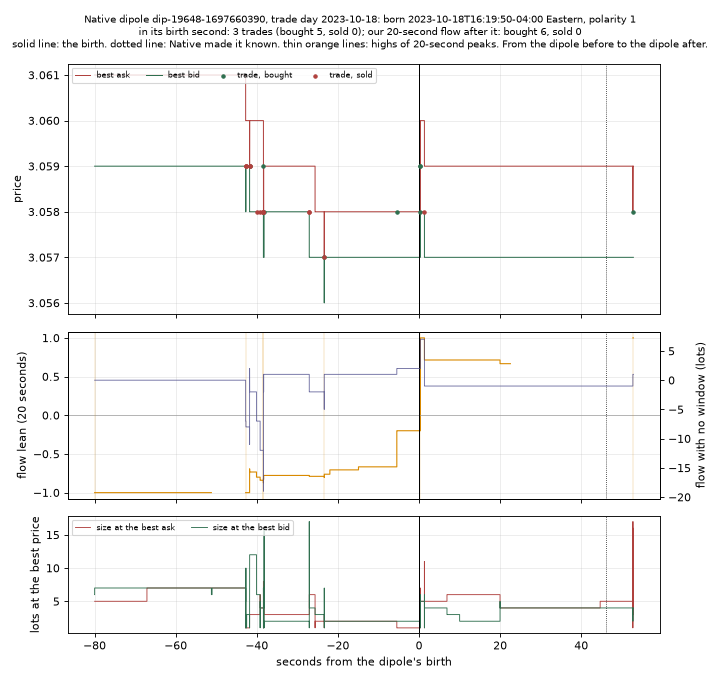 Native dipole dip-19648-1697660390, trade day 2023-10-18: born 2023-10-18T16:19:50-04:00 Eastern, polarity 1
in its birth second: 3 trades (bought 5, sold 0); our 20-second flow after it: bought 6, sold 0
solid line: the birth. dotted line: Native made it known. thin orange lines: highs of 20-second peaks. From the dipole before to the dipole after.
best ask best bid trade, bought trade, sold
3.061
3.060
3.059
3.058
3.057
3.056
price
1.0
0.5
0.0
−0.5
−1.0
flow lean (20 seconds)
5
0
−5
−10
−15
−20
flow with no window (lots)
size at the best ask size at the best bid
15
10
5
lots at the best price
−80 −60 −40 −20 0 20 40
seconds from the dipole's birth